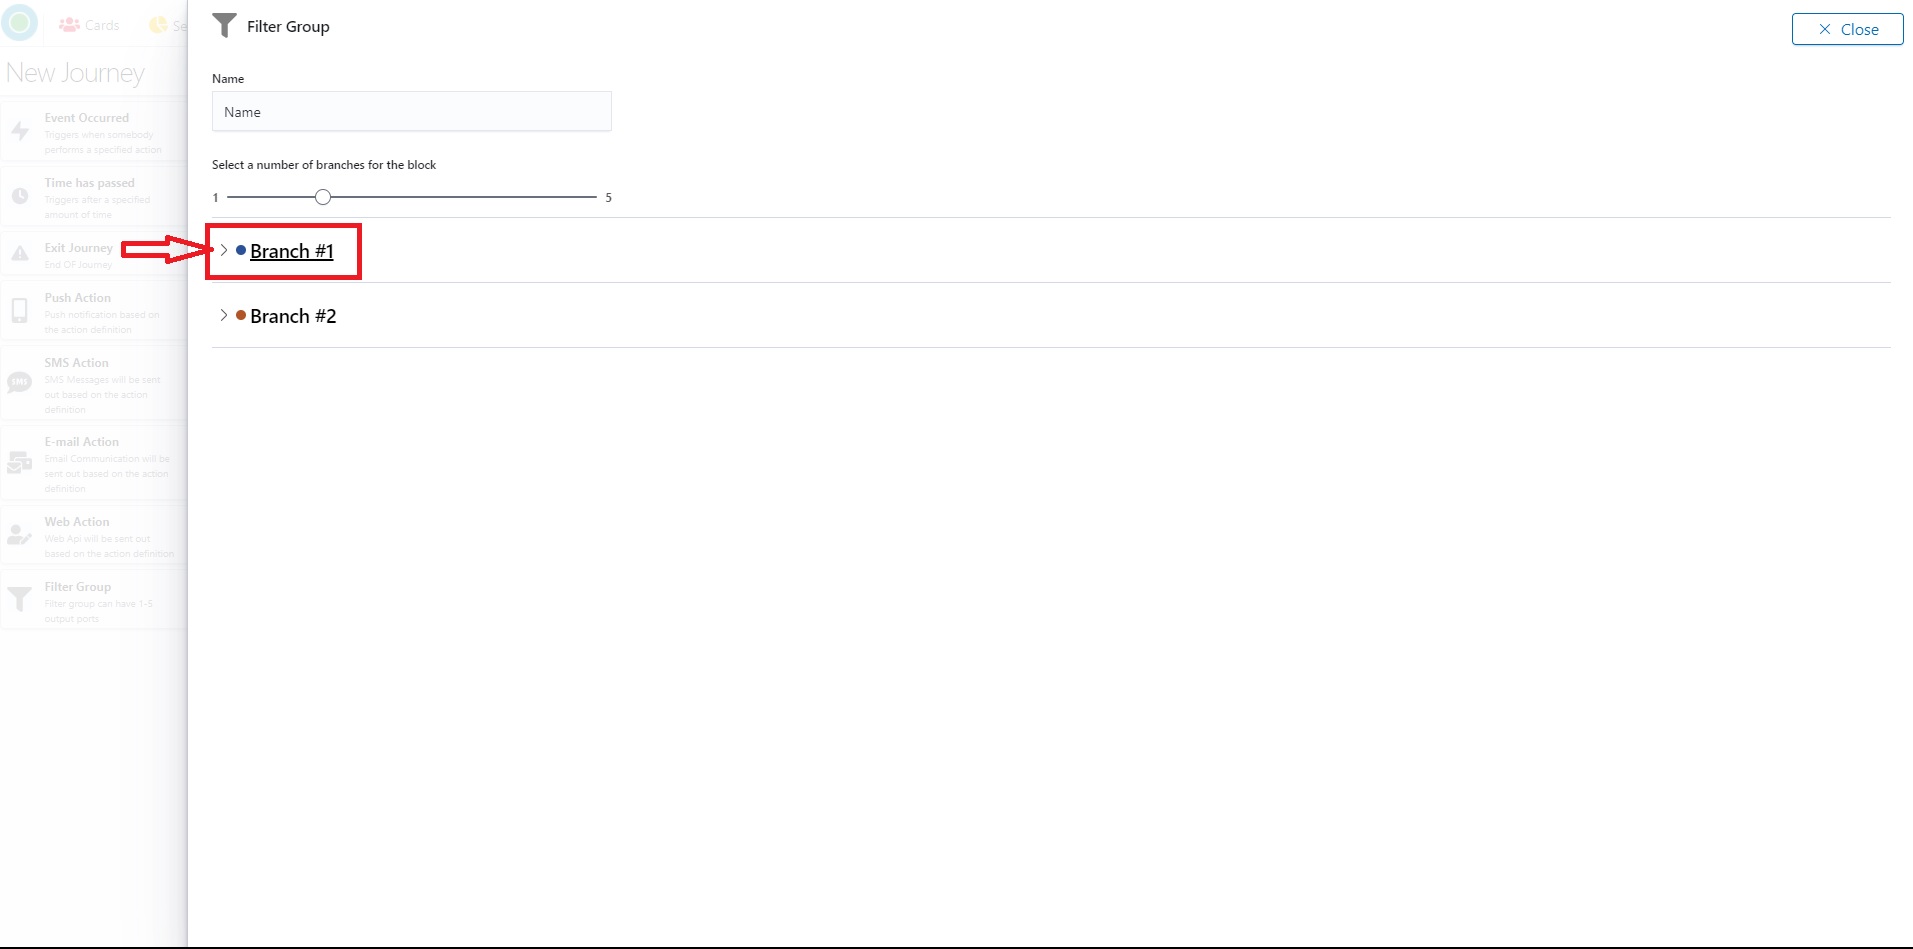 Cards
Se
New Journey
Event Occurred
Triggers when somebody
performs a specified action
Time has passed
Triggers after a specified
amount of time
Exit Journey
End OF Journey
Push Action
Push notification based on
the action definition
SMS Action
SMS
SMS Messages will be sent
out based on the action
definition
E-mail Action
Email Communication will be
sent out based on the action
definition
Web Action
Web Api will be sent out
based on the action definition
Filter Group
Filter group can have 1-5
output ports
Filter Group
Close
Name
Name
Select a number of branches for the block
1 5
Branch #1
Branch #2